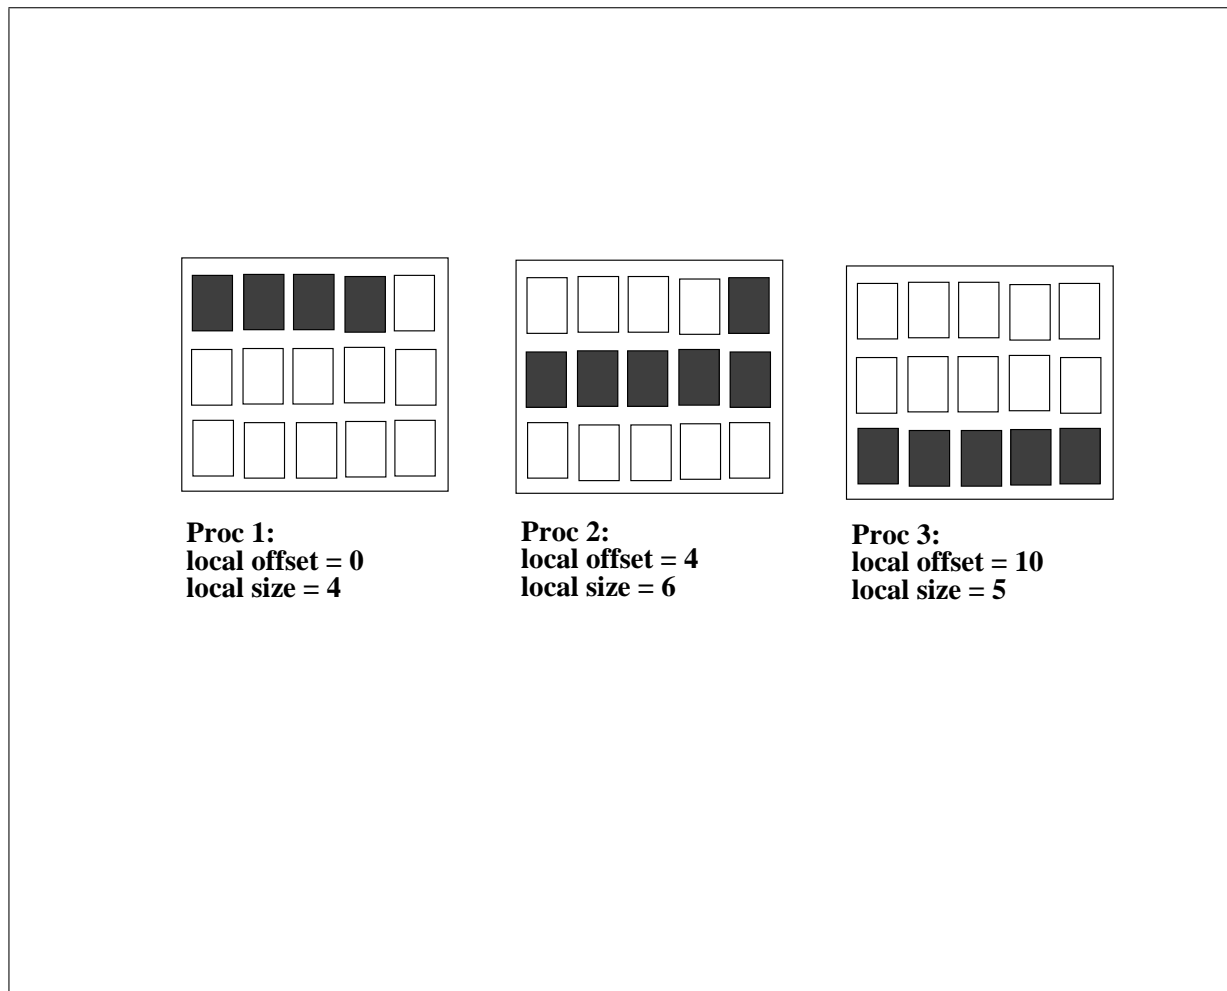 Proc 1:
local offset = 0
local size = 4
Proc 2:
local offset = 4
local size = 6
Proc 3:
local offset = 10
local size = 5